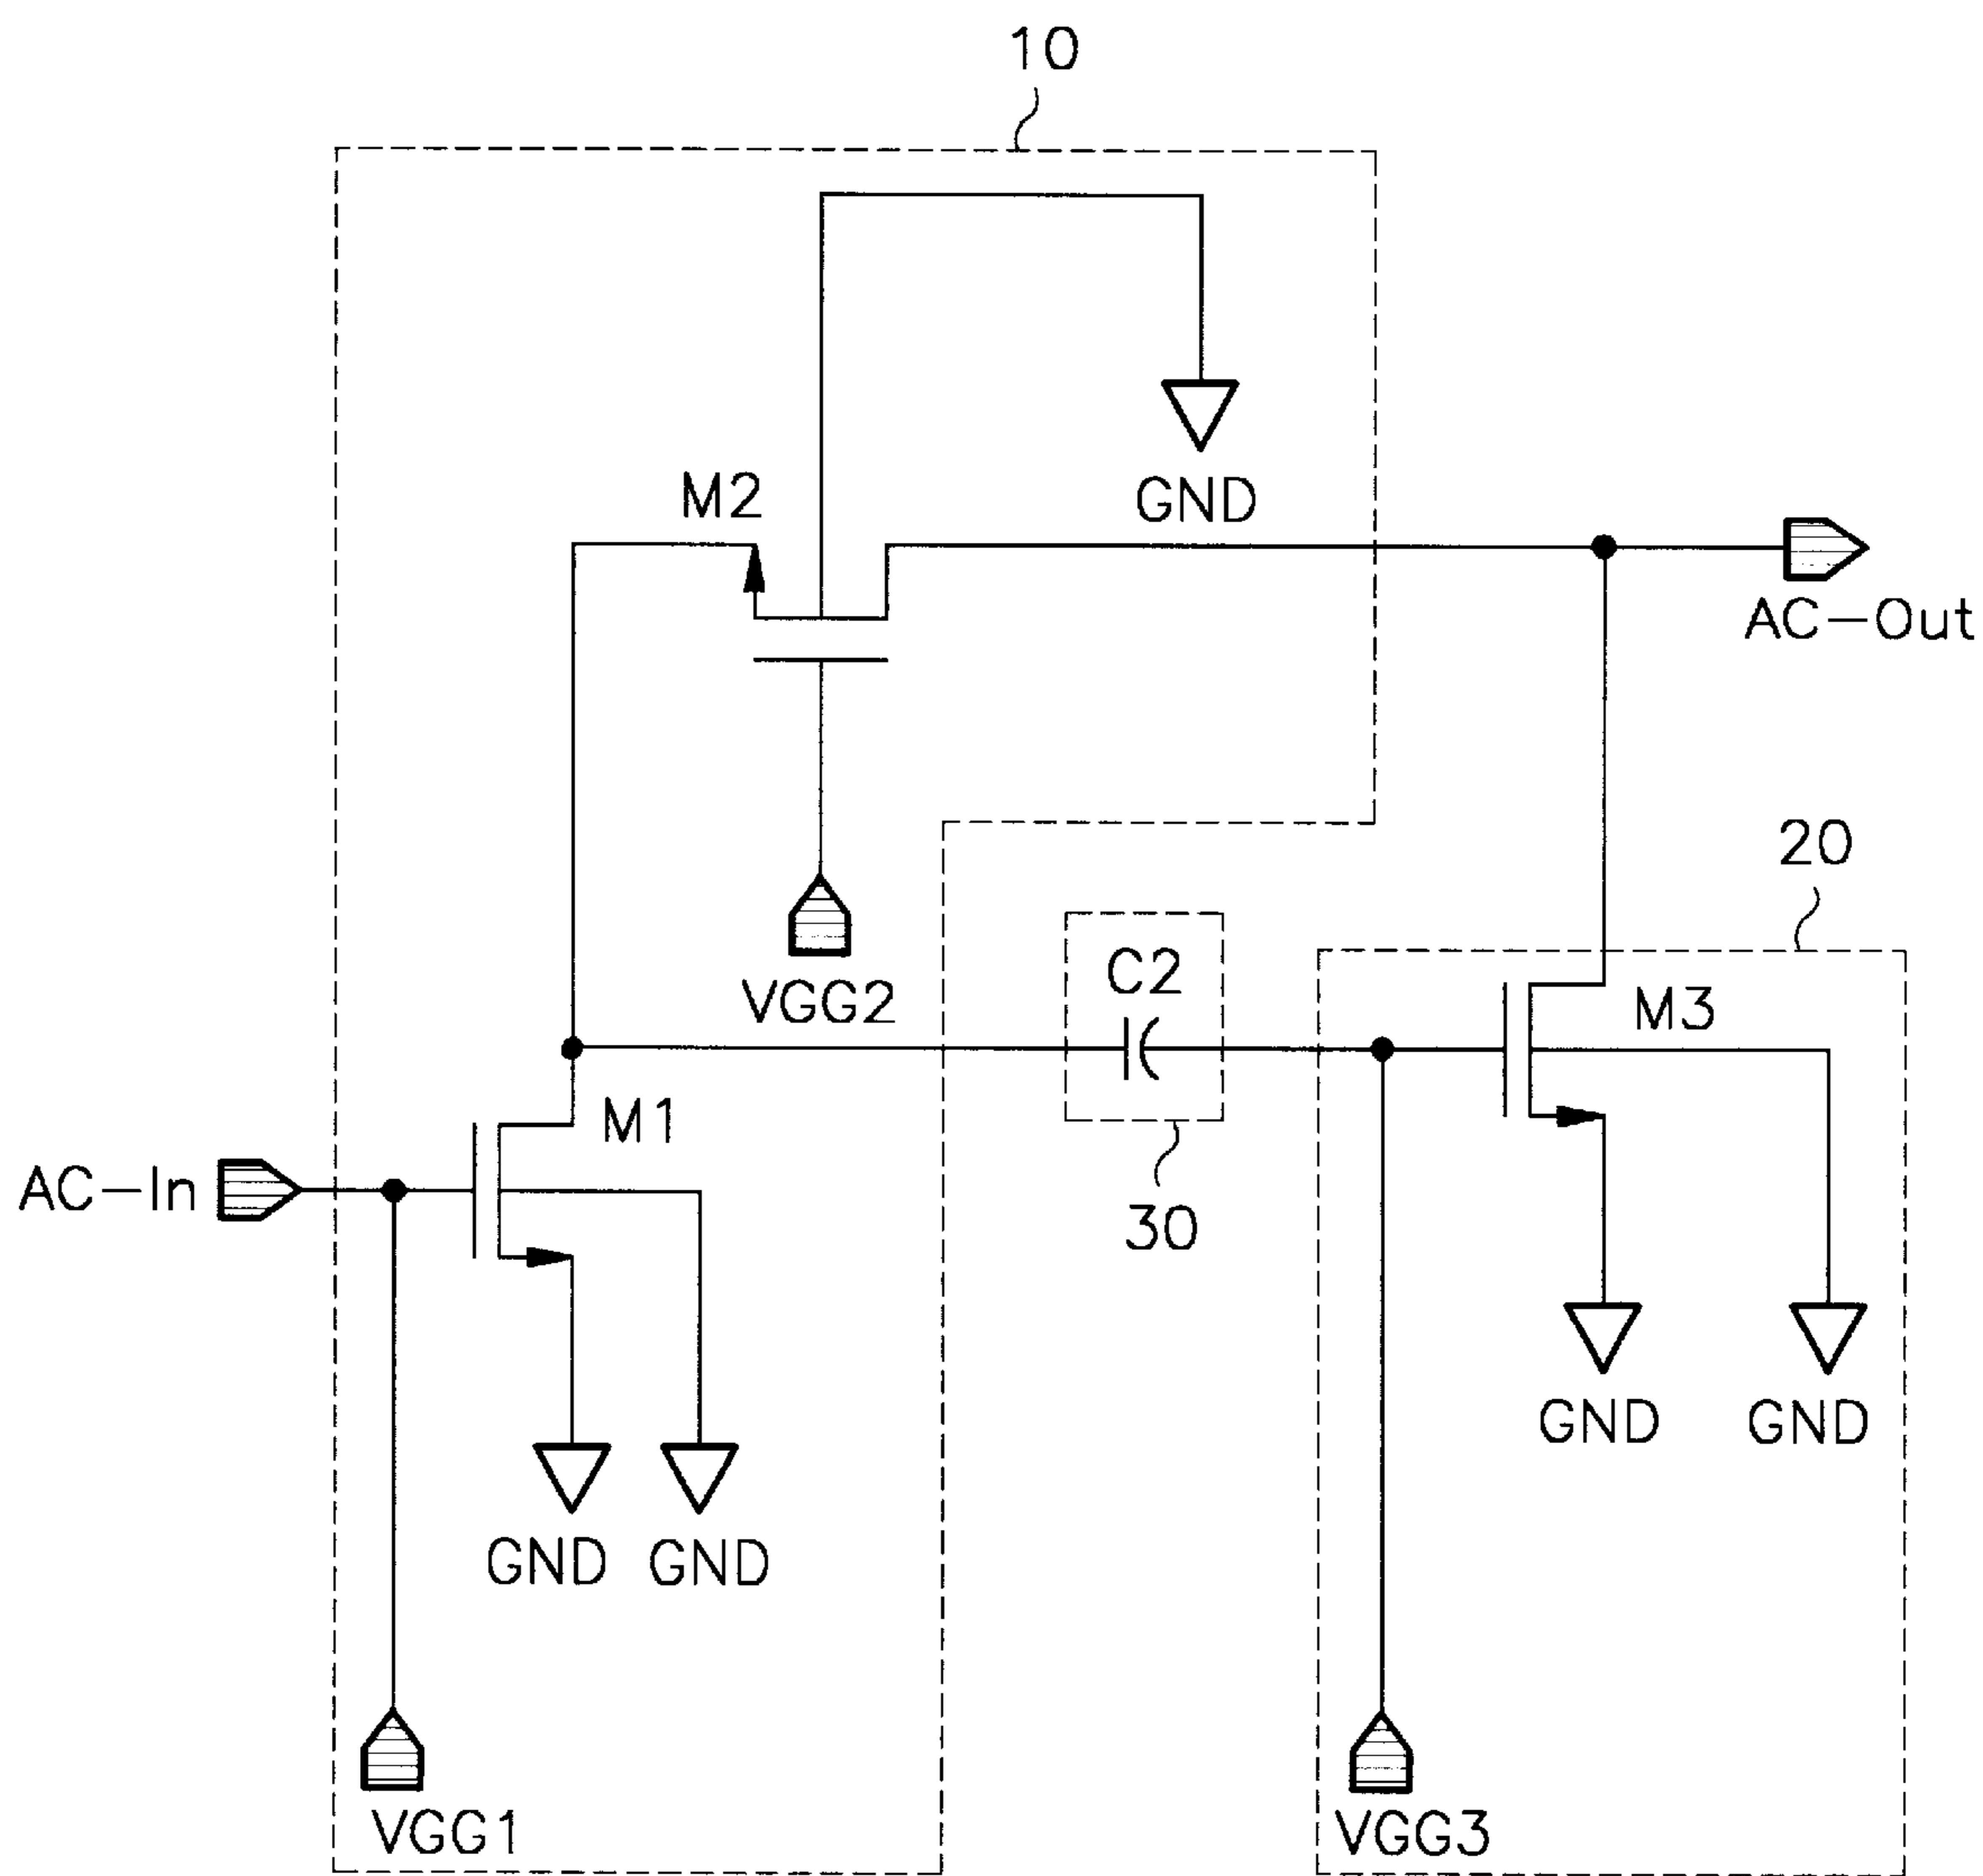 10
M2
GND
AC-Out
20
C2
VGG2
M3
M1
AC-In
30
GND
GND
GND
GND
VGG1
VGG3